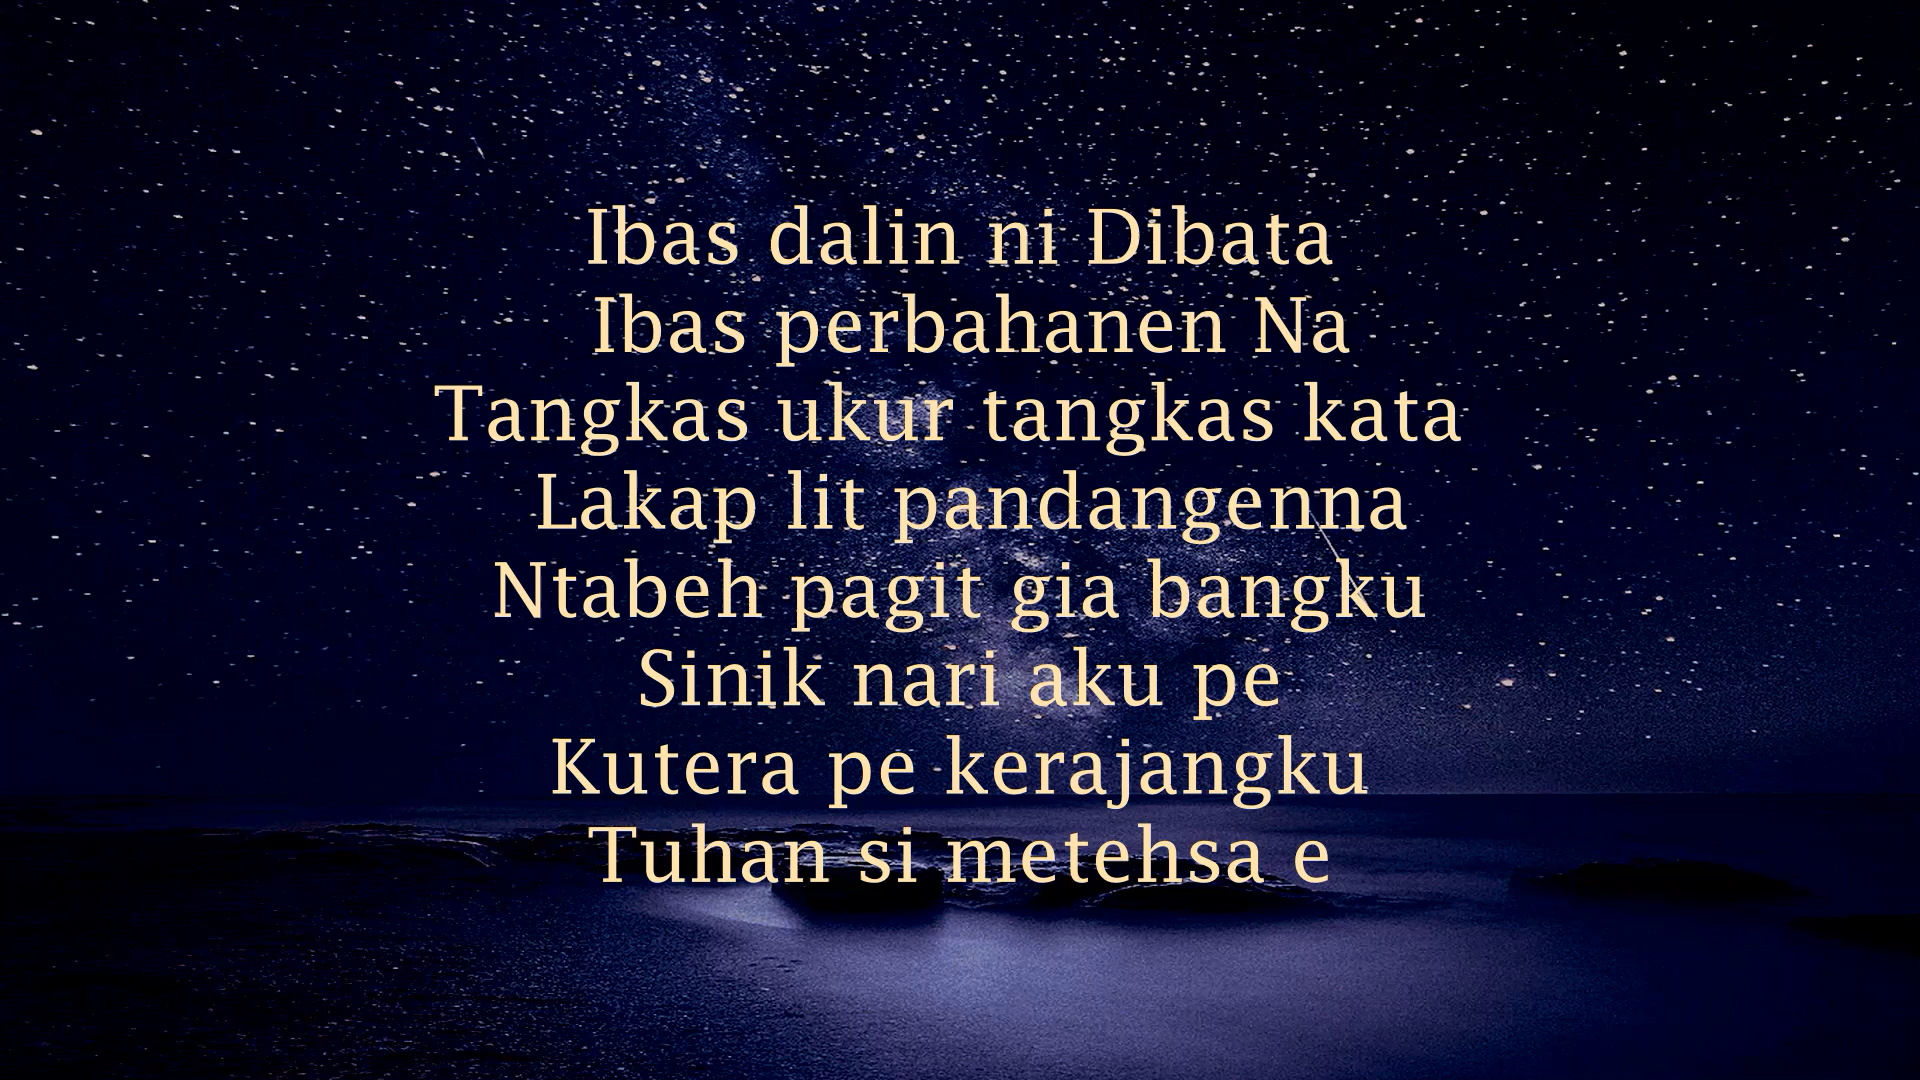 Ibas dalin ni Dibata
Ibas perbahanen Na
Tangkas ukur tangkas kata
Lakap lit pandangenna
Ntabeh pagit gia bangku
Sinik nari aku pe
Kutera pe kerajangku
Tuhan si metehsa e